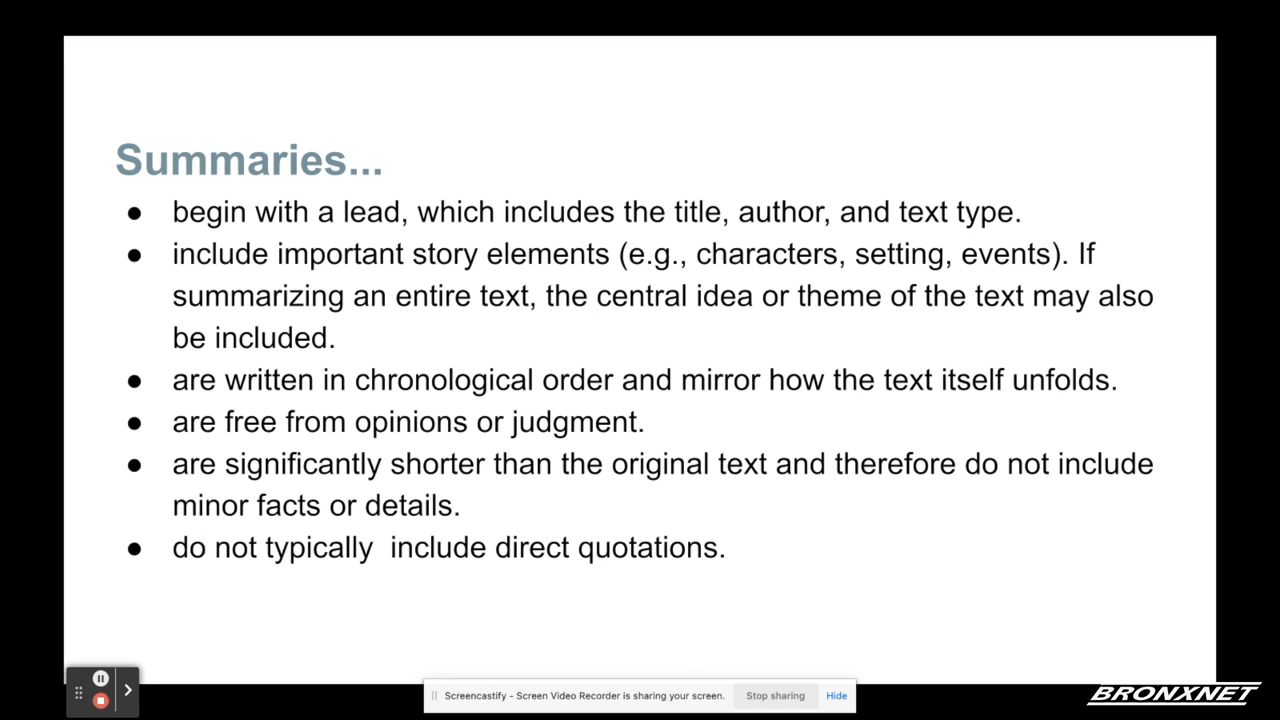 Summaries...
● begin with a lead, which includes the title, author, and text type.
● include important story elements (e.g., characters, setting, events). If
summarizing an entire text, the central idea or theme of the text may also
be included.
● are written in chronological order and mirror how the text itself unfolds.
● are free from opinions or judgment.
● are significantly shorter than the original text and therefore do not include
minor facts or details.
● do not typically  include direct quotations.
Screencastify - Screen Video Recorder is sharing your screen. Stop sharing Hide
BRONXNET